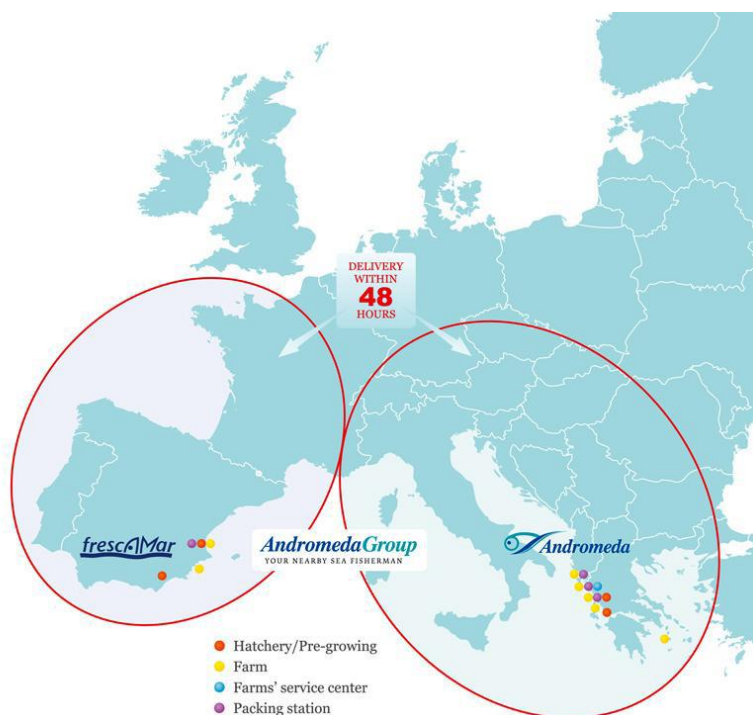 DELIVERY
WITHIN
48
HOURS
frescAMar
AndromedaGroup
YOUR NEARBY SEA FISHERMAN
Andromeda
Hatchery/Pre-growing
Farm
Farms' service center
Packing station